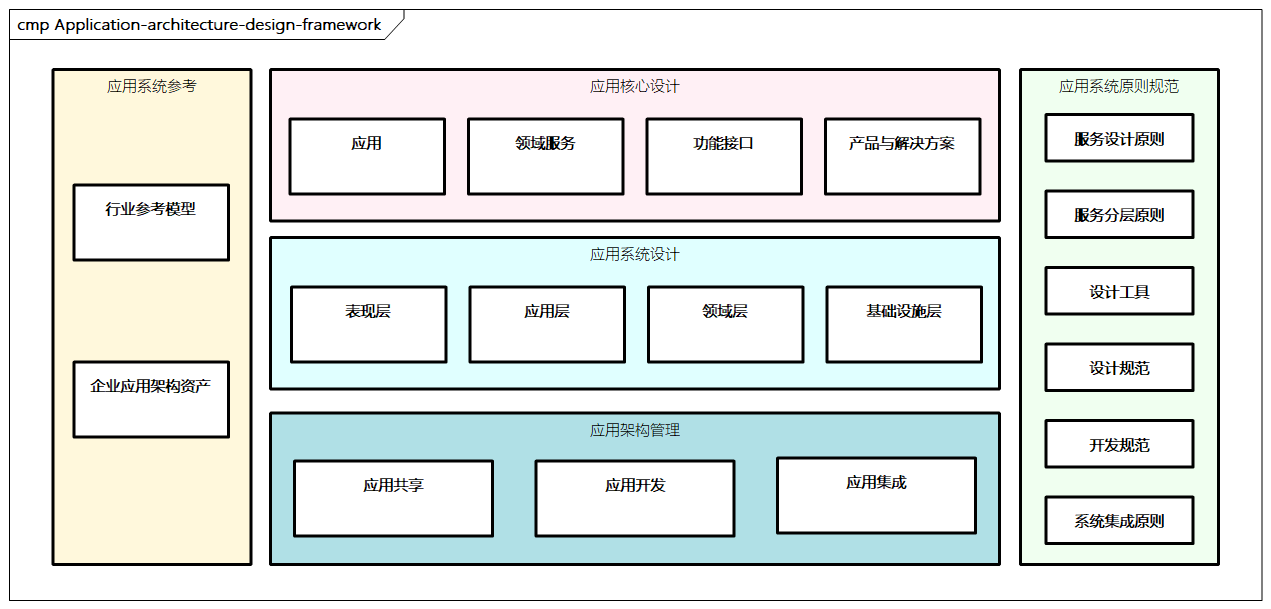 cmp Application-architecture-design-framework
应用系统参考
行业参考模型
企业应用架构资产
应用核心设计
应用
领域服务
功能接口
产品与解决方案
应用系统设计
表现层
应用层
领域层
基础设施层
应用架构管理
应用共享
应用开发
应用集成
应用系统原则规范
服务设计原则
服务分层原则
设计工具
设计规范
开发规范
系统集成原则